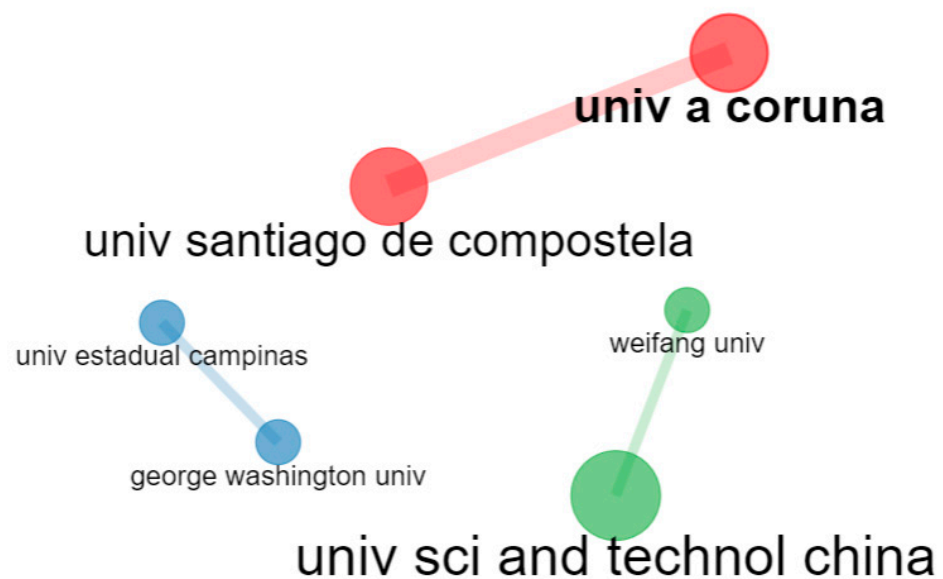 univ a coruna
univ santiago de compostela
weifang univ
univ estadual campinas
george washington univ
univ sci and technol china